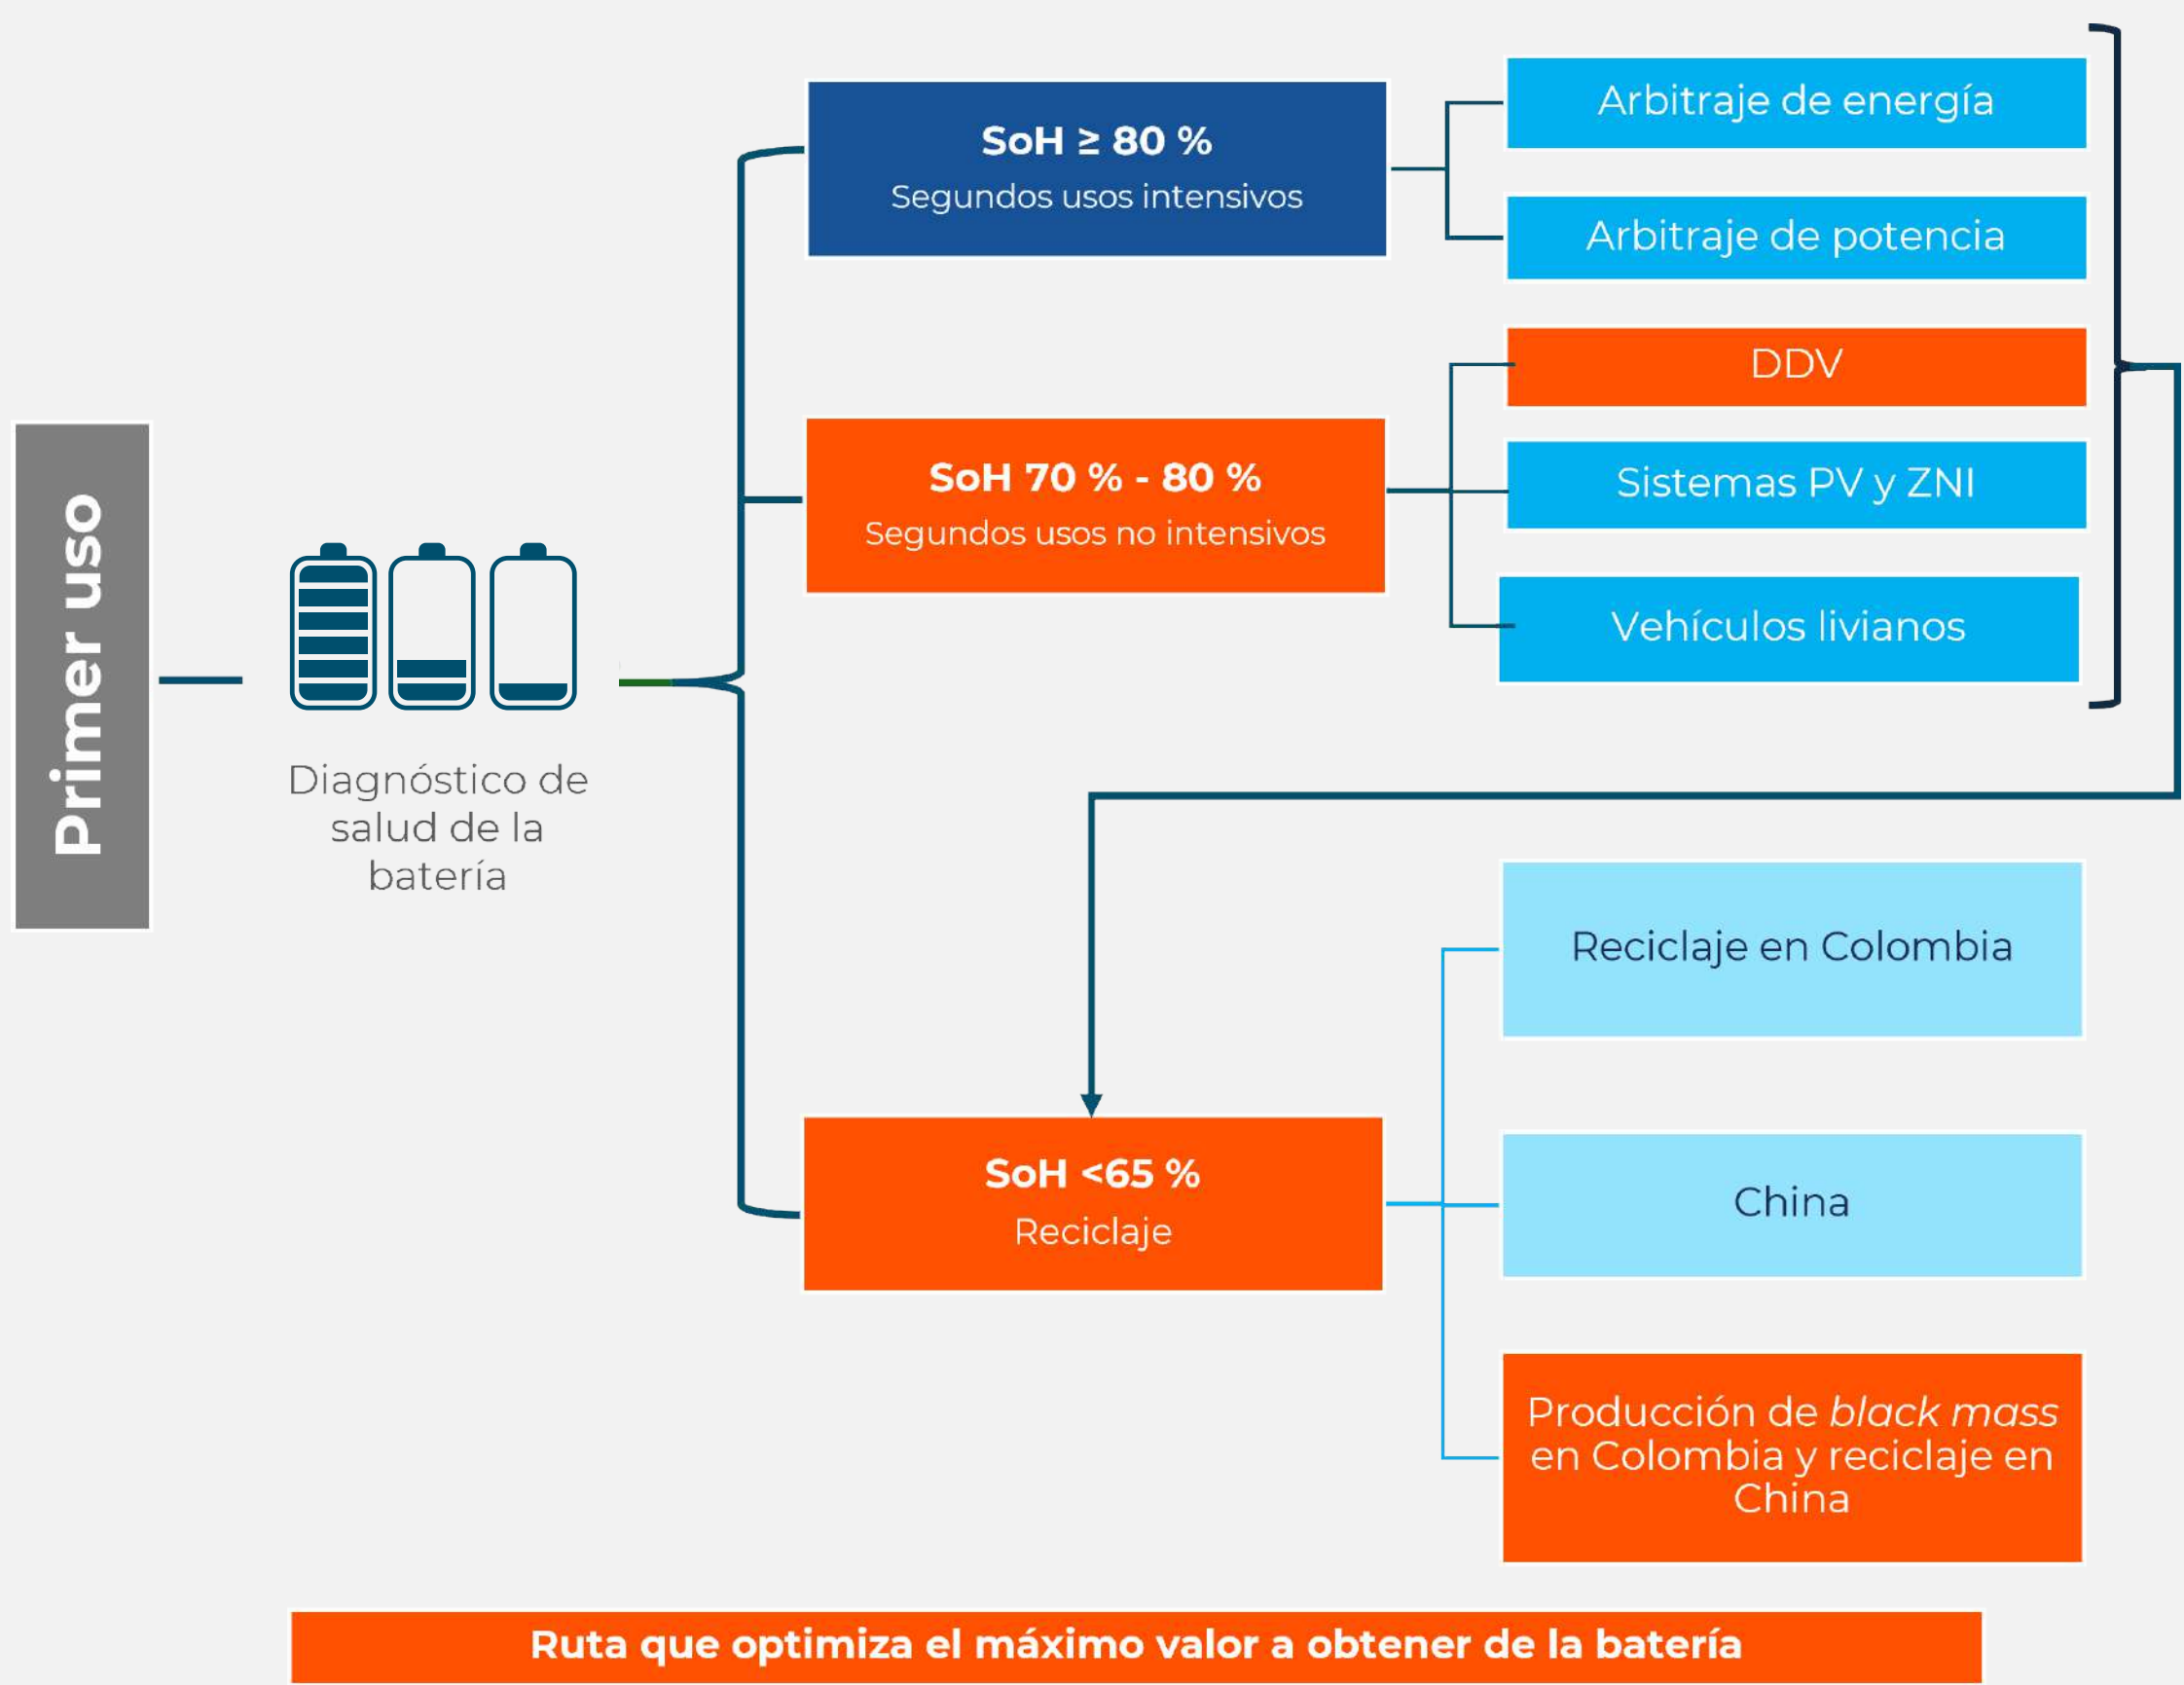 Primer uso
Diagnóstico de
salud de la
batería
SoH ≥ 80 %
Segundos usos intensivos
Arbitraje de energía
Arbitraje de potencia
SoH 70 % - 80 %
Segundos usos no intensivos
DDV
Sistemas PV y ZNI
Vehículos livianos
SoH <65 %
Reciclaje
Reciclaje en Colombia
China
Producción de black mass
en Colombia y reciclaje en
China
Ruta que optimiza el máximo valor a obtener de la batería